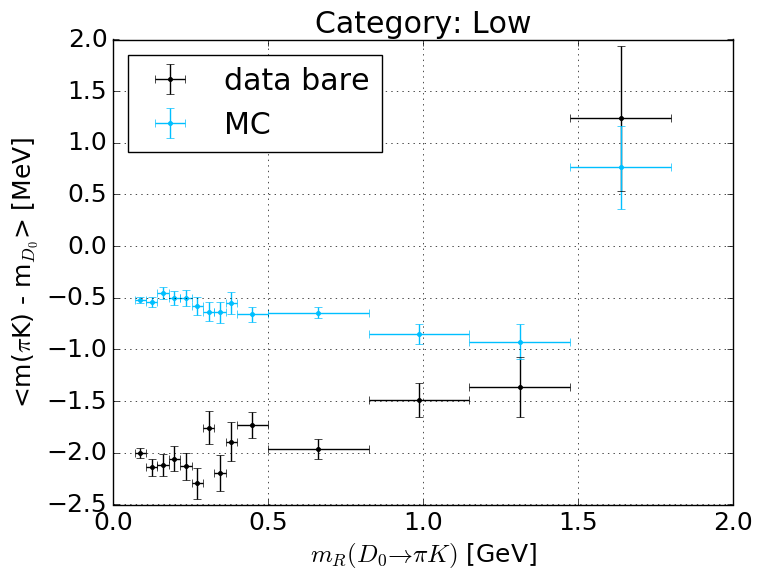 Category: Low
data bare
MC
<m(πK) - m_{D_0}> [MeV]
2.0
1.5
1.0
0.5
0.0
−0.5
−1.0
−1.5
−2.0
−2.5
0.0 0.5 1.0 1.5 2.0
m_R(D_0→πK) [GeV]